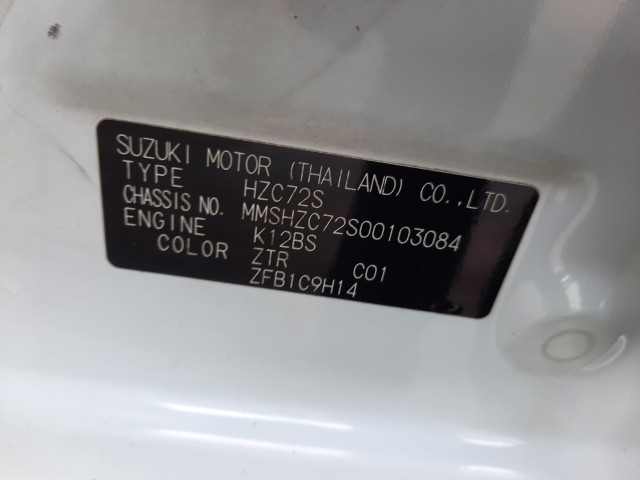 SUZUKI MOTOR (THAILAND) CO.,LTD.
TYPE HZC72S
CHASSIS NO. MMSHZC72S00103084
ENGINE K12BS
COLOR ZTR C01
ZFB1C9H14